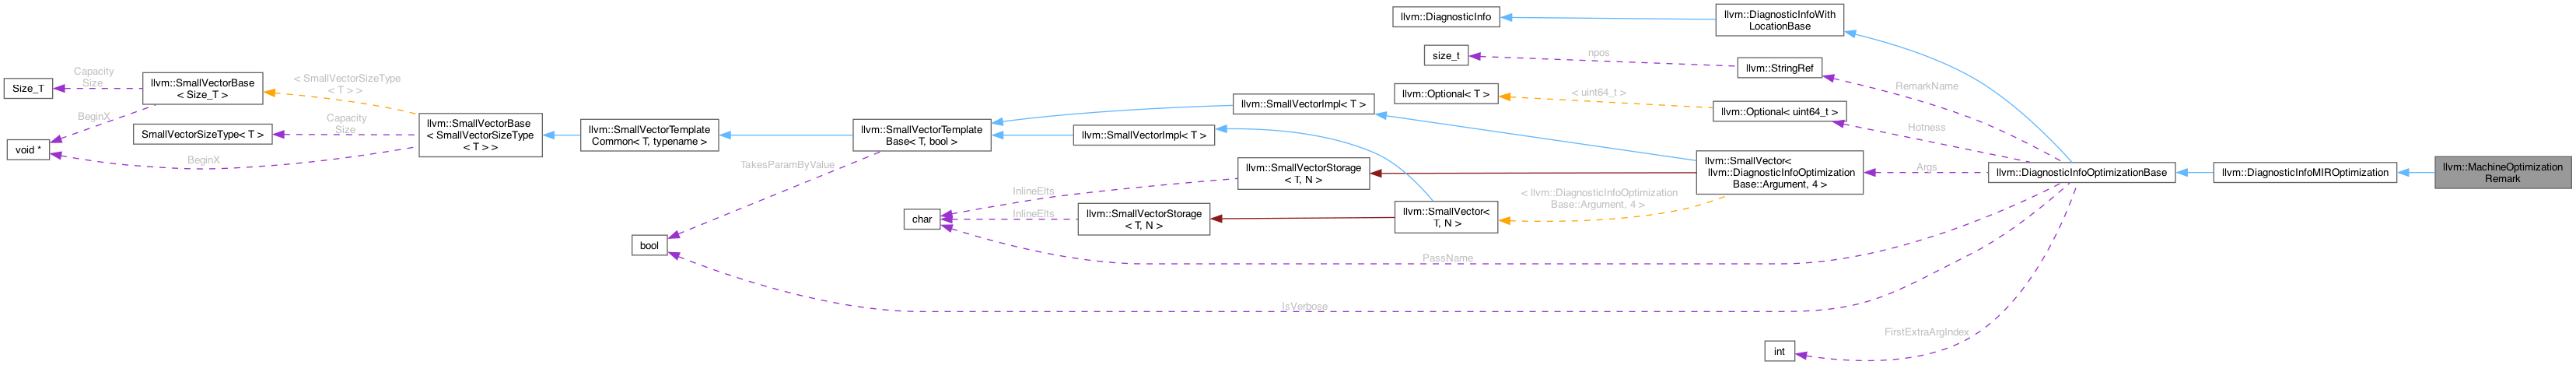 llvm::DiagnosticInfo
llvm::DiagnosticInfoWith
LocationBase
size_t
npos
llvm::StringRef
Capacity
Size
Size_T
llvm::SmallVectorBase
< Size_T >
< SmallVectorSizeType
< T > >
llvm::Optional< T >
< uint64_t >
RemarkName
llvm::SmallVectorImpl< T >
llvm::Optional< uint64_t >
BeginX
Capacity
Size
SmallVectorSizeType< T >
llvm::SmallVectorBase
< SmallVectorSizeType
< T > >
llvm::SmallVectorTemplate
Common< T, typename >
llvm::SmallVectorTemplate
Base< T, bool >
llvm::SmallVectorImpl< T >
Hotness
void *
BeginX
TakesParamByValue
llvm::SmallVectorStorage
< T, N >
llvm::SmallVector<
llvm::DiagnosticInfoOptimization
Base::Argument, 4 >
Args
llvm::DiagnosticInfoOptimizationBase
llvm::DiagnosticInfoMIROptimization
llvm::MachineOptimization
Remark
InlineElts
< llvm::DiagnosticInfoOptimization
Base::Argument, 4 >
char
InlineElts
llvm::SmallVectorStorage
< T, N >
llvm::SmallVector<
T, N >
bool
PassName
IsVerbose
FirstExtraArgIndex
int